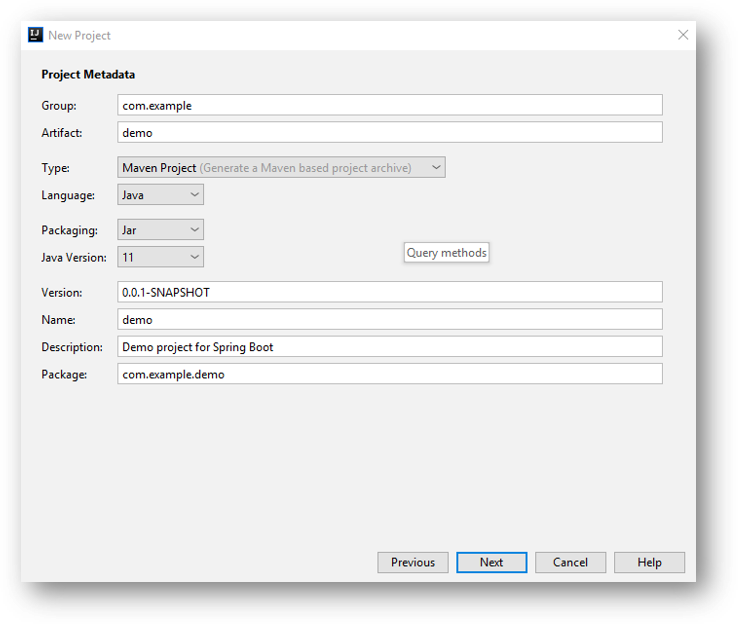 New Project
Project Metadata
Group: com.example
Artifact: demo
Type: Maven Project (Generate a Maven based project archive)
Language: Java
Packaging: Jar
Query methods
Java Version: 11
Version: 0.0.1-SNAPSHOT
Name: demo
Description: Demo project for Spring Boot
Package: com.example.demo
Previous Next Cancel Help